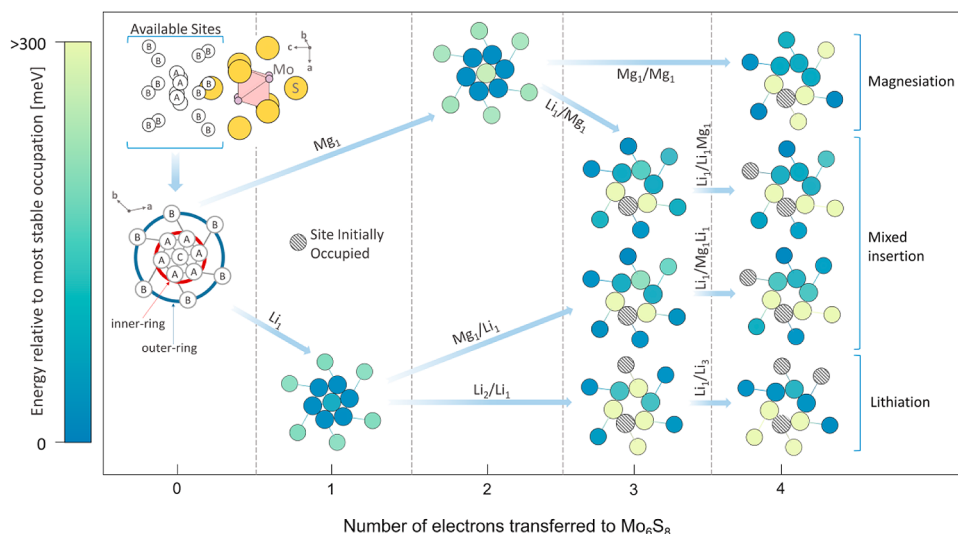 >300
Energy relative to most stable occupation [meV]
0
Available Sites
B
B
B
B
B
B
B
B
B
B
B
B
A
A
A
A
A
b
c
a
Mo
S
b
a
B
B
B
B
B
B
A
A
A
A
A
A
C
inner-ring
outer-ring
Site Initially
Occupied
Mg₁
Li₁
Mg₁/Mg₁
Li₁/Mg₁
Mg₁/Li₁
Li₂/Li₁
Li₁/Li₁Mg₁
Li₁/Mg₁Li₁
Li₁/Li₃
Magnesiation
Mixed
insertion
Lithiation
0
1
2
3
4
Number of electrons transferred to Mo₆S₈